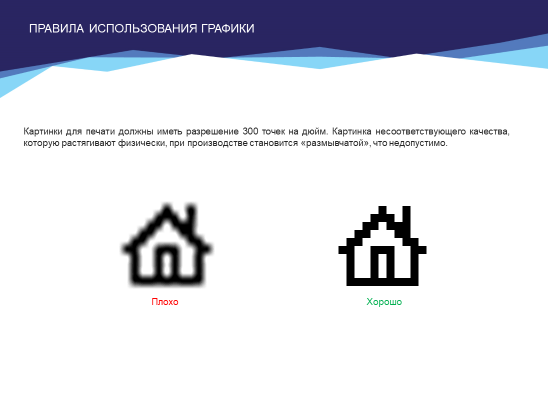 ПРАВИЛА ИСПОЛЬЗОВАНИЯ ГРАФИКИ
Картинки для печати должны иметь разрешение 300 точек на дюйм. Картинка несоответствующего качества,
которую растягивают физически, при производстве становится «размывчатой», что недопустимо.
Плохо
Хорошо